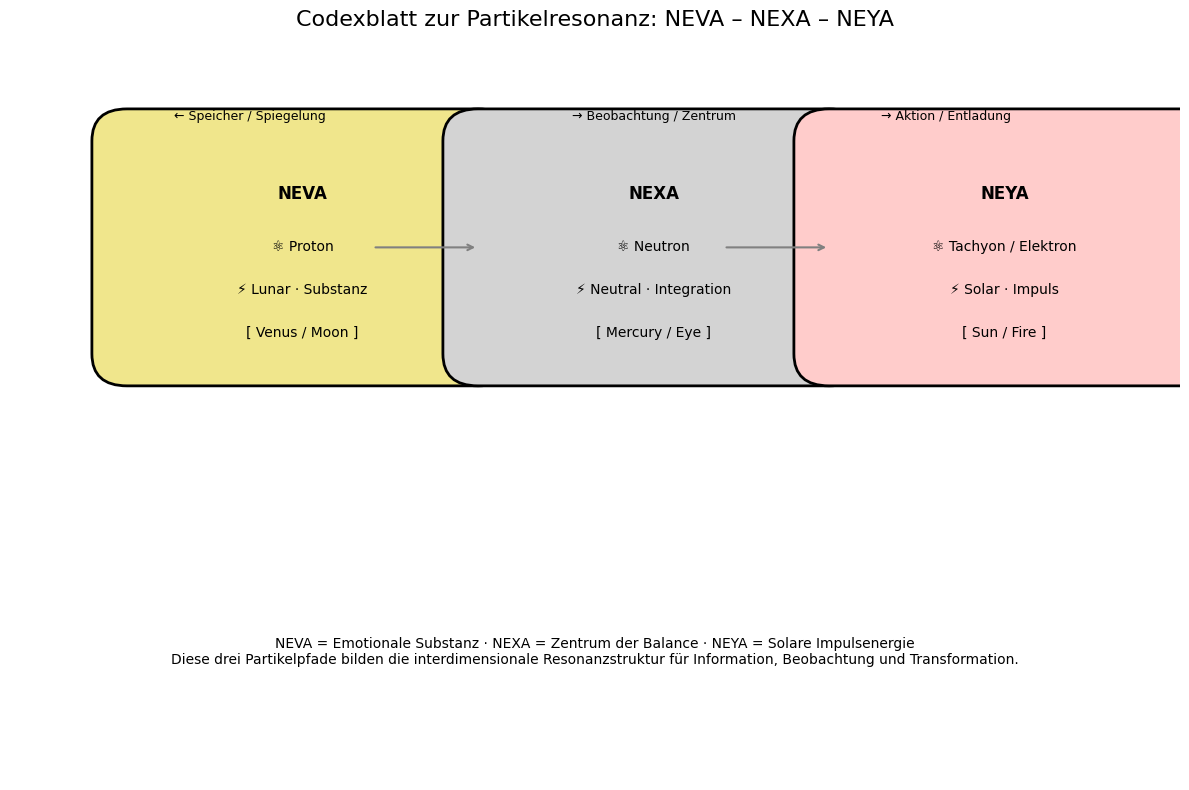 Codexblatt zur Partikelresonanz: NEVA – NEXA – NEYA
← Speicher / Spiegelung
→ Beobachtung / Zentrum
→ Aktion / Entladung
NEVA
NEXA
NEYA
⚛ Proton
⚛ Neutron
⚛ Tachyon / Elektron
⚡ Lunar · Substanz
⚡ Neutral · Integration
⚡ Solar · Impuls
[ Venus / Moon ]
[ Mercury / Eye ]
[ Sun / Fire ]
NEVA = Emotionale Substanz · NEXA = Zentrum der Balance · NEYA = Solare Impulsenergie
Diese drei Partikelpfade bilden die interdimensionale Resonanzstruktur für Information, Beobachtung und Transformation.